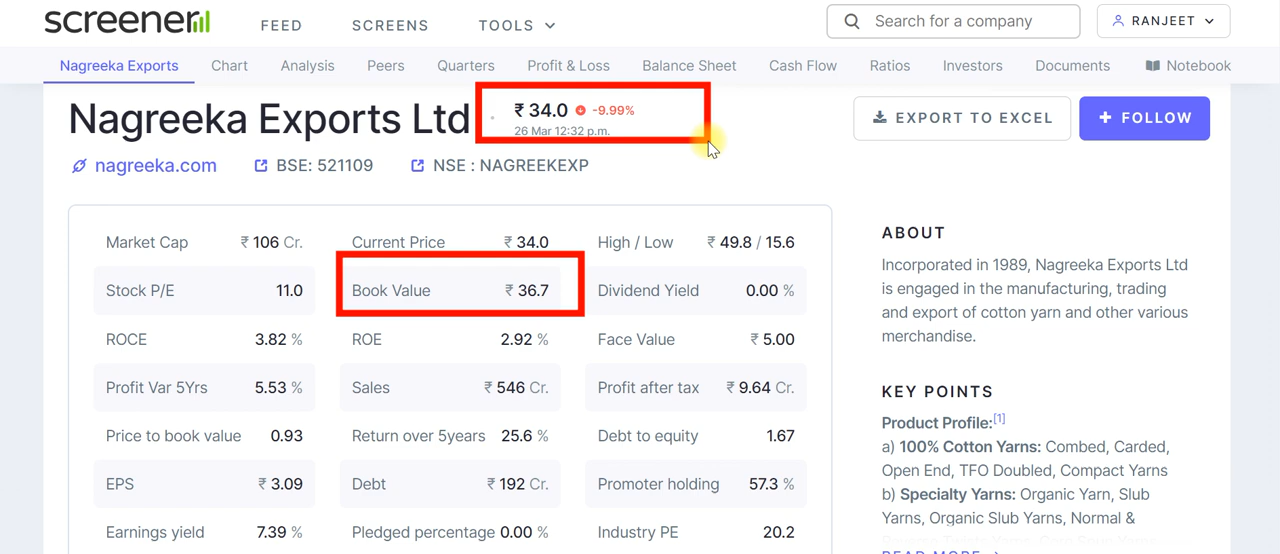 screener
FEED
SCREENS
TOOLS
Search for a company
RANJEET
Nagreeka Exports
Chart
Analysis
Peers
Quarters
Profit & Loss
Balance Sheet
Cash Flow
Ratios
Investors
Documents
Notebook
Nagreeka Exports Ltd
₹ 34.0 -9.99%
26 Mar 12:32 p.m.
EXPORT TO EXCEL
+ FOLLOW
nagreeka.com
BSE: 521109
NSE : NAGREEKEXP
Market Cap ₹ 106 Cr.
Current Price ₹ 34.0
High / Low ₹ 49.8 / 15.6
Stock P/E 11.0
Book Value ₹ 36.7
Dividend Yield 0.00 %
ROCE 3.82 %
ROE 2.92 %
Face Value ₹ 5.00
Profit Var 5Yrs 5.53 %
Sales ₹ 546 Cr.
Profit after tax ₹ 9.64 Cr.
Price to book value 0.93
Return over 5years 25.6 %
Debt to equity 1.67
EPS ₹ 3.09
Debt ₹ 192 Cr.
Promoter holding 57.3 %
Earnings yield 7.39 %
Pledged percentage 0.00 %
Industry PE 20.2
ABOUT
Incorporated in 1989, Nagreeka Exports Ltd
is engaged in the manufacturing, trading
and export of cotton yarn and other various
merchandise.
KEY POINTS
Product Profile:[1]
a) 100% Cotton Yarns: Combed, Carded,
Open End, TFO Doubled, Compact Yarns
b) Specialty Yarns: Organic Yarn, Slub
Yarns, Organic Slub Yarns, Normal &
READ MORE